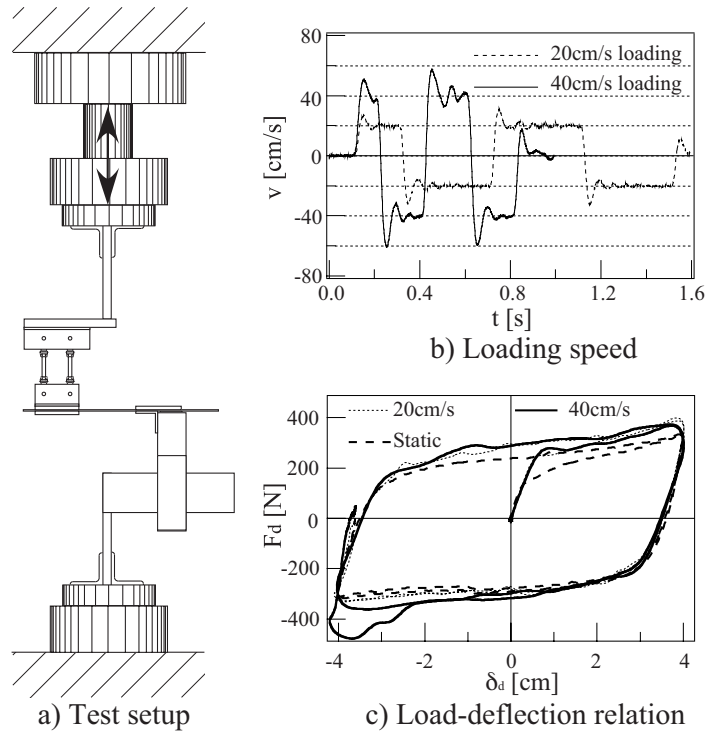 80
40
0
-40
-80
v [cm/s]
20cm/s loading
40cm/s loading
0.0 0.4 0.8 1.2 1.6
t [s]
b) Loading speed
400
200
0
-200
-400
Fd [N]
20cm/s 40cm/s
Static
-4 -2 0 2 4
δd [cm]
a) Test setup c) Load-deflection relation